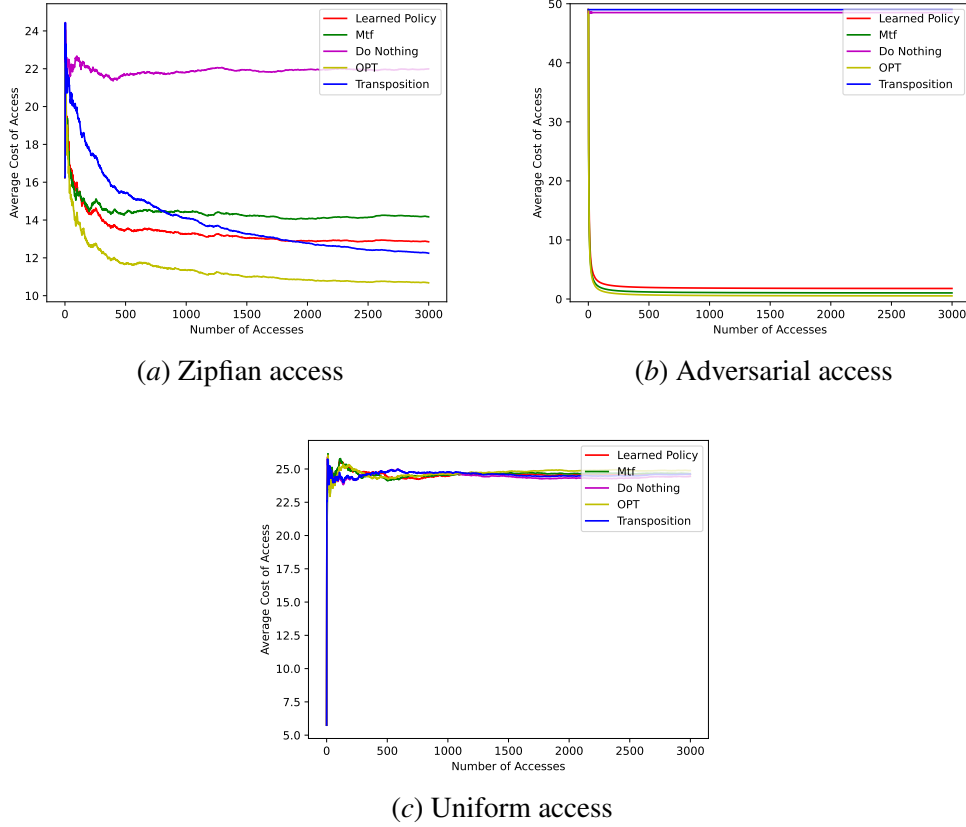 24
22
20
18
16
14
12
10
Average Cost of Access
0
500
1000
1500
2000
2500
3000
Number of Accesses
Learned Policy
Mtf
Do Nothing
OPT
Transposition
(a) Zipfian access
50
40
30
20
10
0
Average Cost of Access
0
500
1000
1500
2000
2500
3000
Number of Accesses
Learned Policy
Mtf
Do Nothing
OPT
Transposition
(b) Adversarial access
25.0
22.5
20.0
17.5
15.0
12.5
10.0
7.5
5.0
Average Cost of Access
0
500
1000
1500
2000
2500
3000
Number of Accesses
Learned Policy
Mtf
Do Nothing
OPT
Transposition
(c) Uniform access